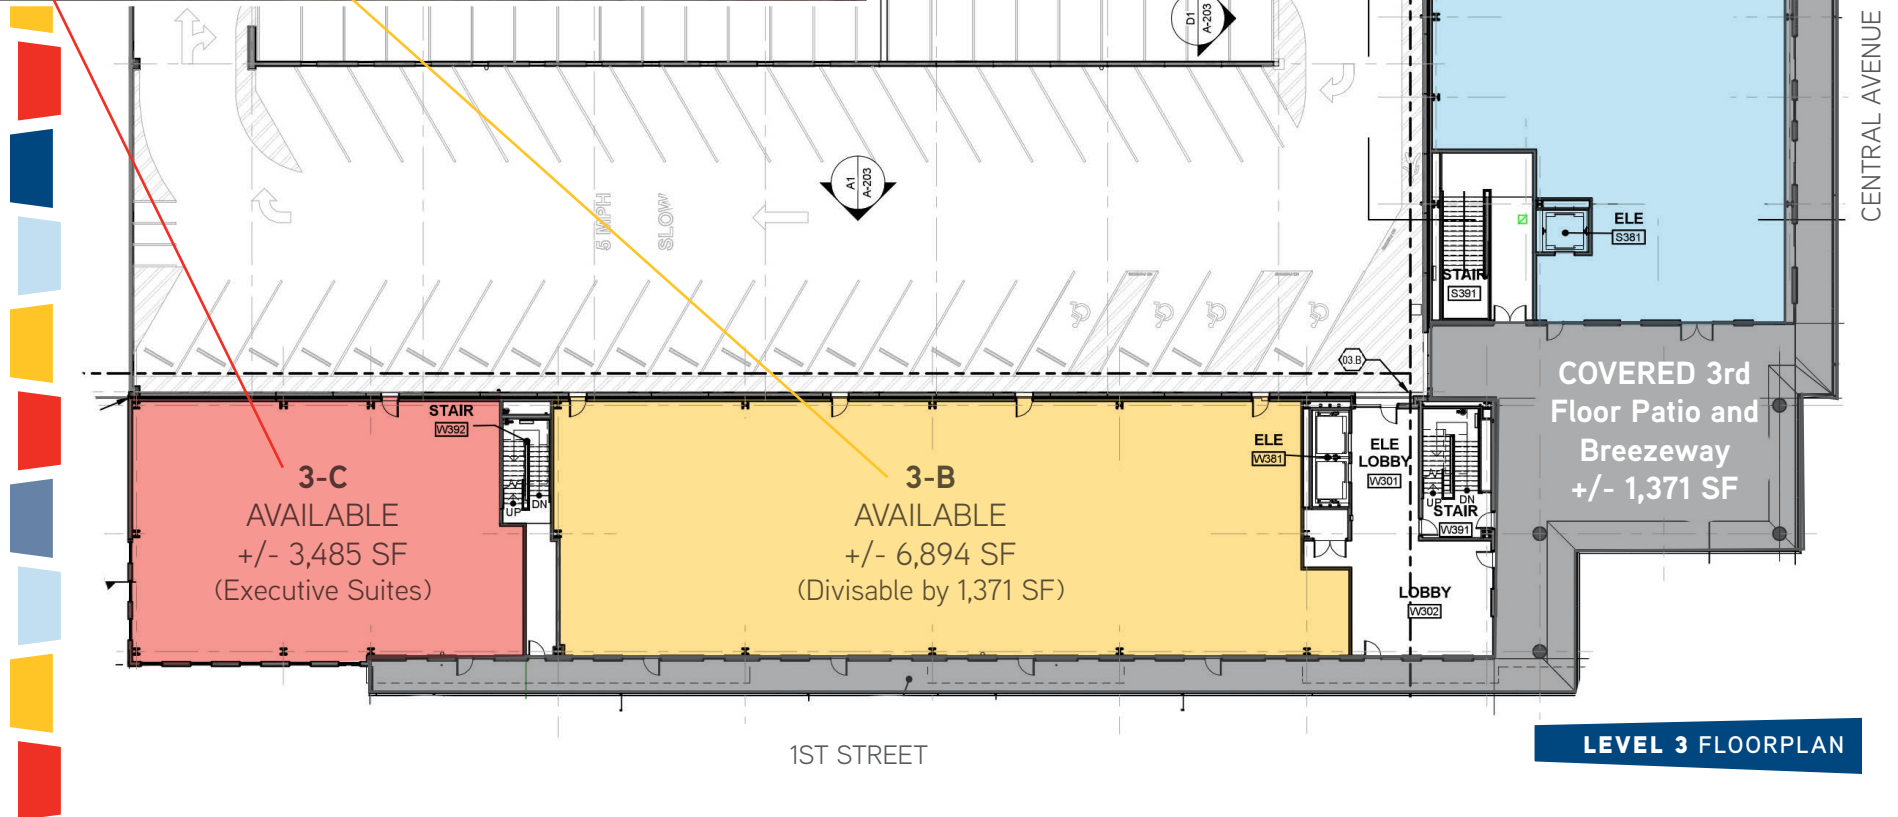 D1
A-203
CENTRAL AVENUE
A1
A-203
5 MPH
SLOW
ELE
S381
STAIR
S391
03.B
COVERED 3rd
Floor Patio and
Breezeway
+/- 1,371 SF
STAIR
W392
UP
DN
3-C
AVAILABLE
+/- 3,485 SF
(Executive Suites)
3-B
AVAILABLE
+/- 6,894 SF
(Divisable by 1,371 SF)
ELE
W381
ELE
LOBBY
W301
UP
DN
STAIR
W391
LOBBY
W302
1ST STREET
LEVEL 3 FLOORPLAN